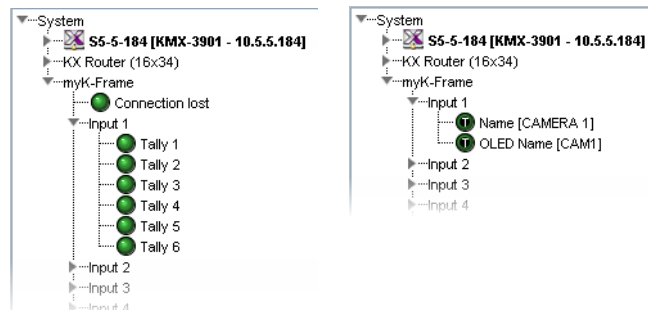 System
S5-5-184 [KMX-3901 - 10.5.5.184]
KX Router (16x34)
myK-Frame
Connection lost
Input 1
Tally 1
Tally 2
Tally 3
Tally 4
Tally 5
Tally 6
Input 2
Input 3
Input 4
System
S5-5-184 [KMX-3901 - 10.5.5.184]
KX Router (16x34)
myK-Frame
Input 1
T Name [CAMERA 1]
T OLED Name [CAM1]
Input 2
Input 3
Input 4